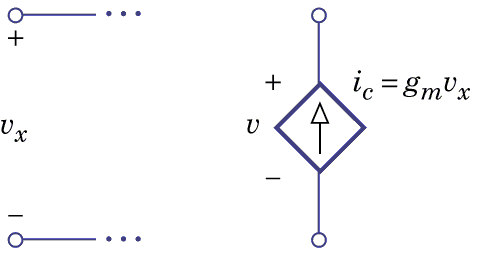 + ...
v_x
− ...
+ i_c = g_m v_x
v
−